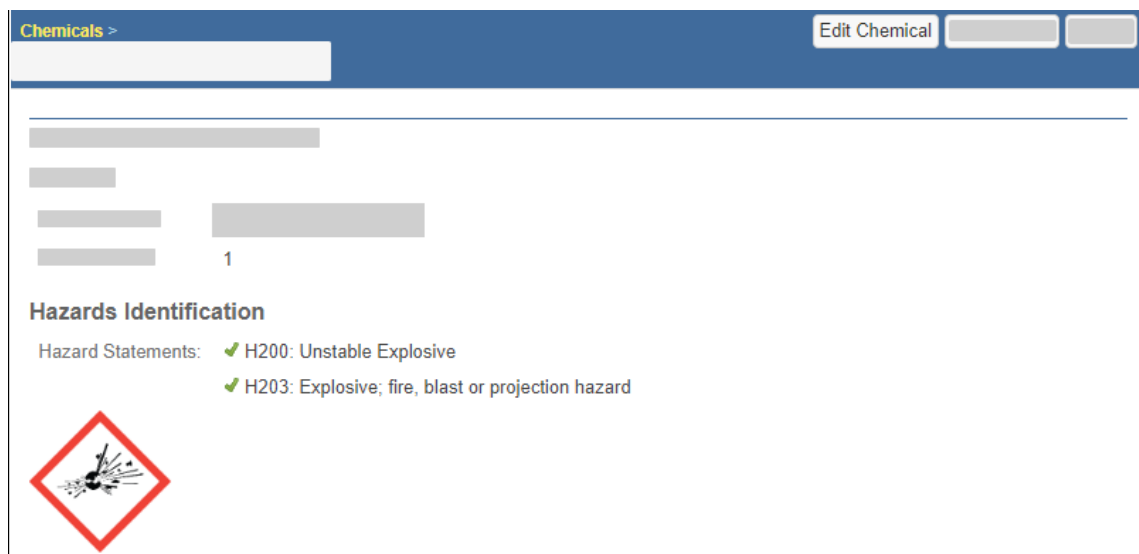 Chemicals >
Edit Chemical
1
Hazards Identification
Hazard Statements: H200: Unstable Explosive
H203: Explosive; fire, blast or projection hazard